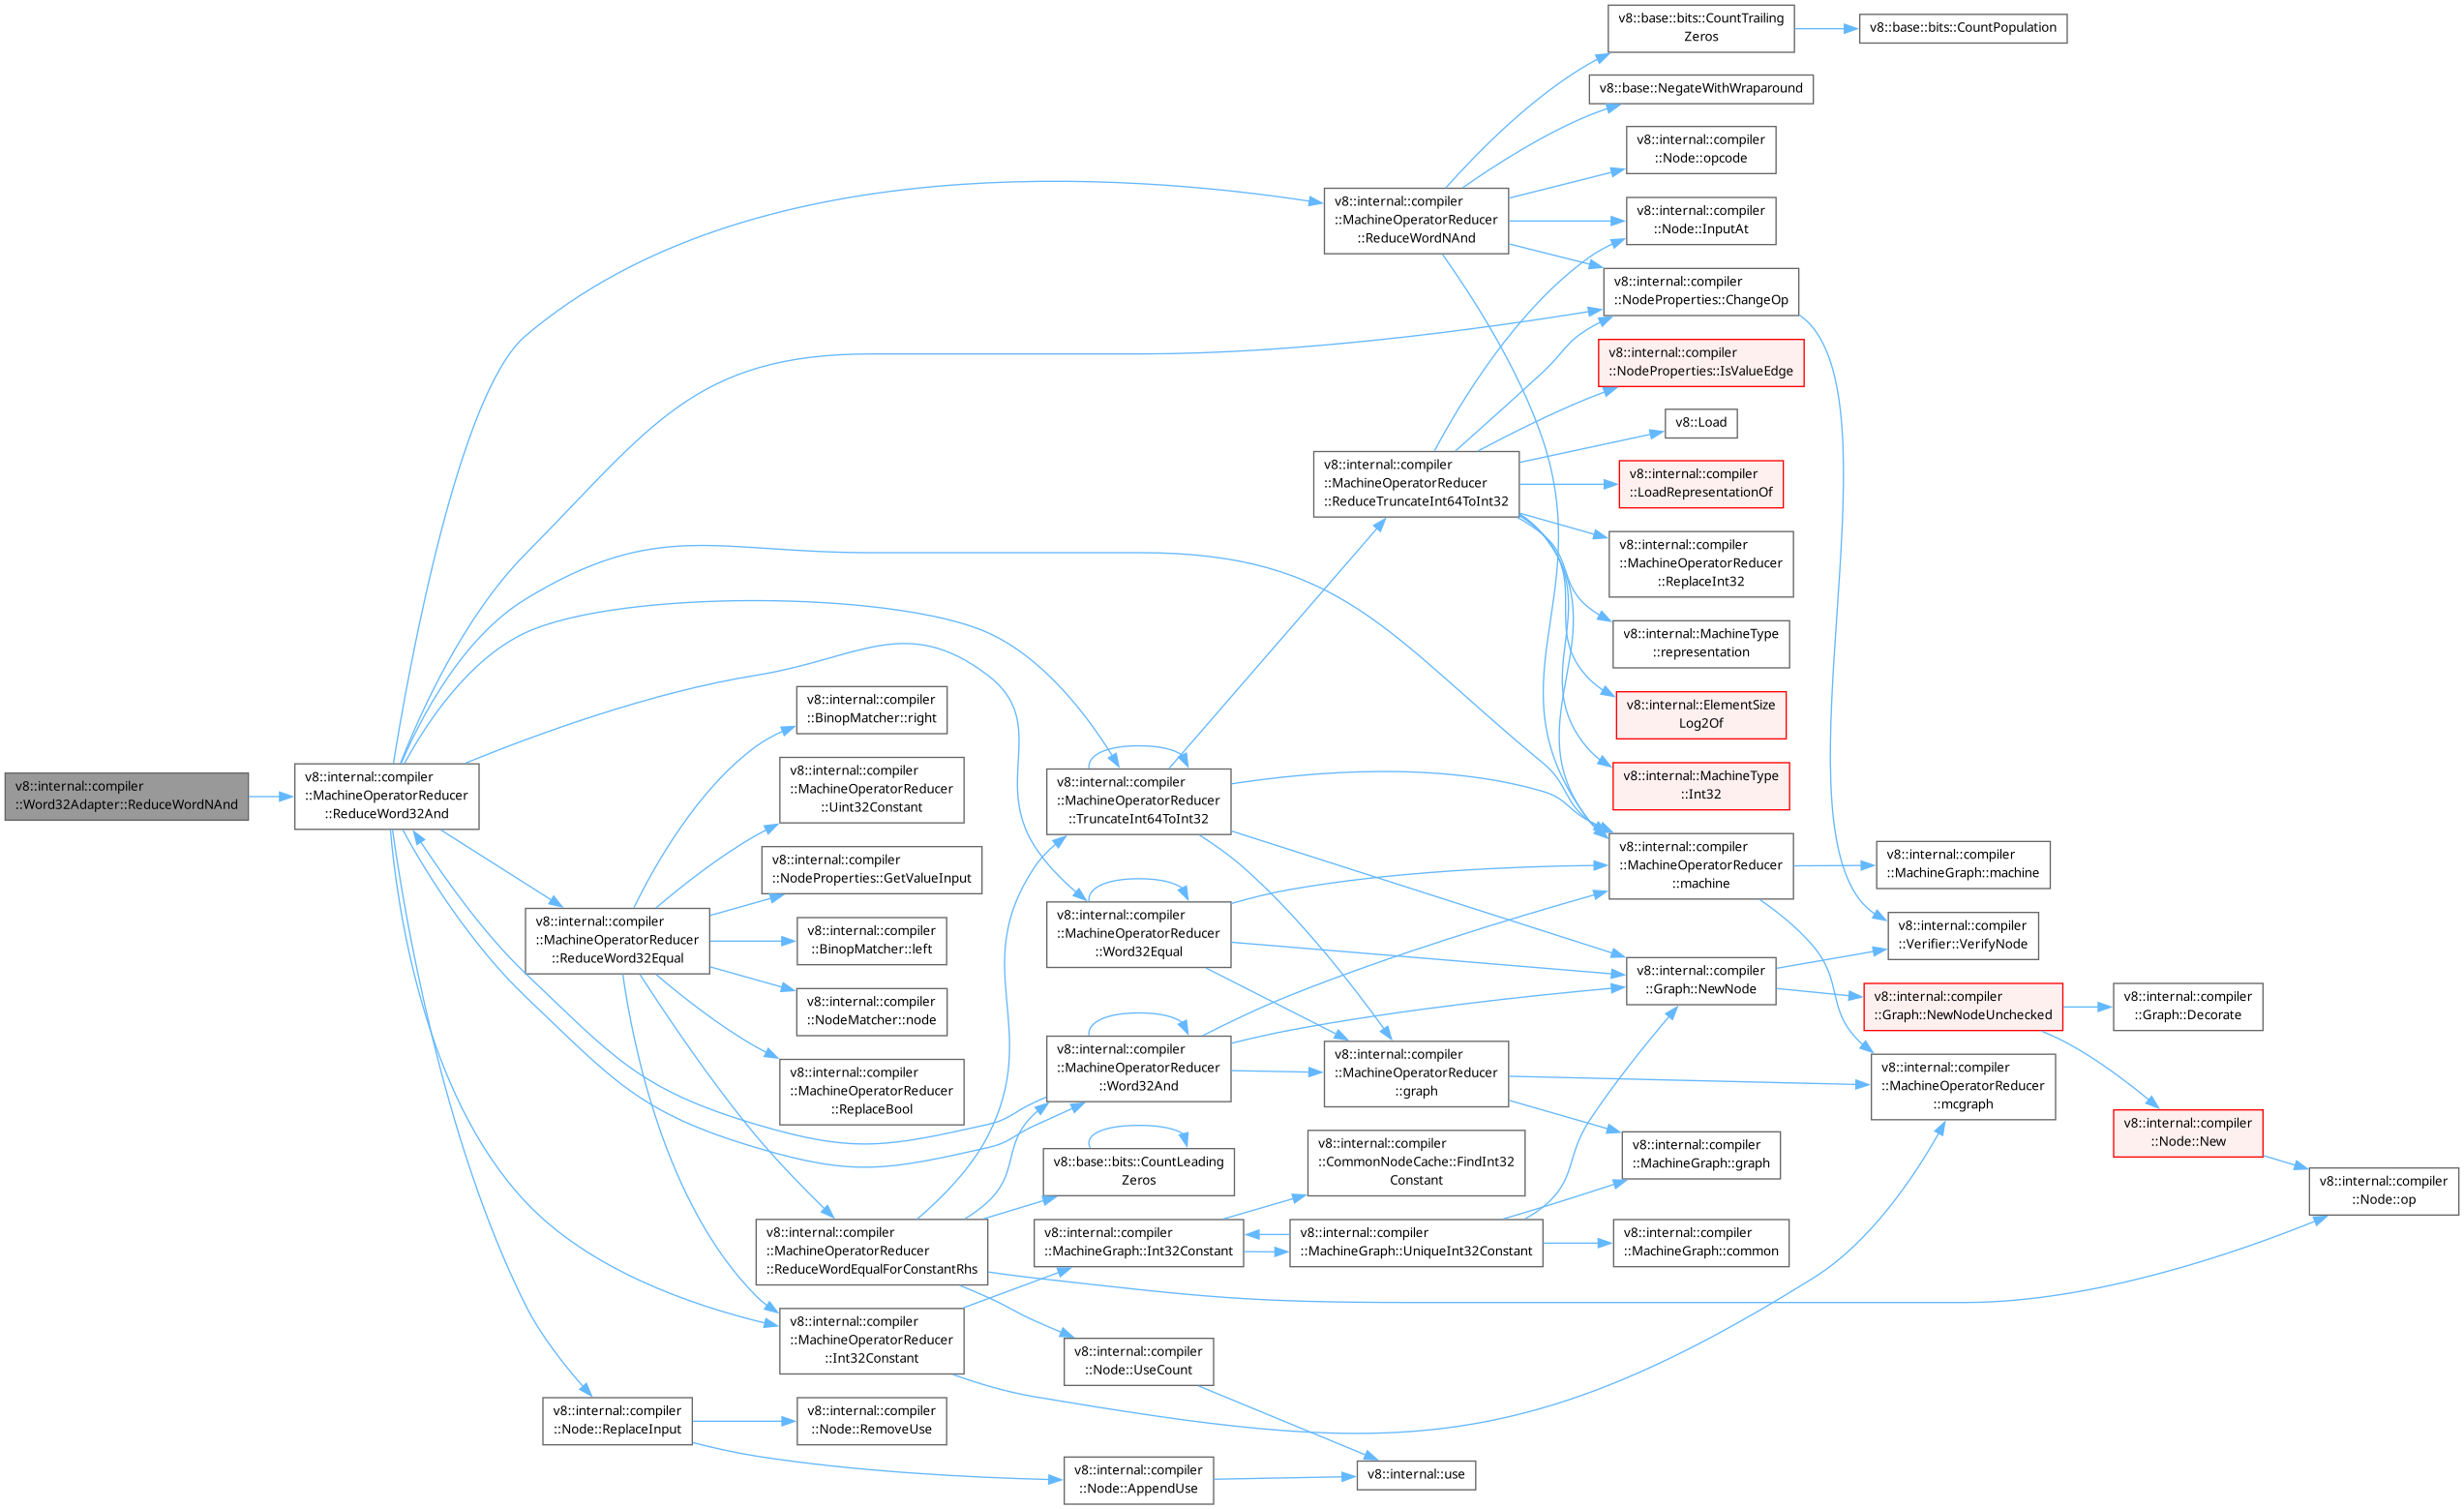 v8::internal::compiler
::Word32Adapter::ReduceWordNAnd
v8::internal::compiler
::MachineOperatorReducer
::ReduceWord32And
v8::internal::compiler
::MachineOperatorReducer
::ReduceWord32Equal
v8::internal::compiler
::Node::ReplaceInput
v8::internal::compiler
::BinopMatcher::right
v8::internal::compiler
::MachineOperatorReducer
::Uint32Constant
v8::internal::compiler
::NodeProperties::GetValueInput
v8::internal::compiler
::BinopMatcher::left
v8::internal::compiler
::NodeMatcher::node
v8::internal::compiler
::MachineOperatorReducer
::ReplaceBool
v8::internal::compiler
::MachineOperatorReducer
::ReduceWordEqualForConstantRhs
v8::internal::compiler
::MachineOperatorReducer
::Int32Constant
v8::internal::compiler
::Node::RemoveUse
v8::internal::compiler
::MachineOperatorReducer
::TruncateInt64ToInt32
v8::internal::compiler
::MachineOperatorReducer
::Word32Equal
v8::internal::compiler
::MachineOperatorReducer
::Word32And
v8::base::bits::CountLeading
Zeros
v8::internal::compiler
::MachineGraph::Int32Constant
v8::internal::compiler
::Node::UseCount
v8::internal::compiler
::Node::AppendUse
v8::internal::compiler
::MachineOperatorReducer
::ReduceWordNAnd
v8::internal::compiler
::MachineOperatorReducer
::ReduceTruncateInt64ToInt32
v8::internal::compiler
::MachineOperatorReducer
::graph
v8::internal::compiler
::CommonNodeCache::FindInt32
Constant
v8::internal::compiler
::MachineGraph::UniqueInt32Constant
v8::internal::use
v8::base::bits::CountTrailing
Zeros
v8::base::NegateWithWraparound
v8::internal::compiler
::Node::opcode
v8::internal::compiler
::Node::InputAt
v8::internal::compiler
::NodeProperties::ChangeOp
v8::internal::compiler
::NodeProperties::IsValueEdge
v8::Load
v8::internal::compiler
::LoadRepresentationOf
v8::internal::compiler
::MachineOperatorReducer
::ReplaceInt32
v8::internal::MachineType
::representation
v8::internal::ElementSize
Log2Of
v8::internal::MachineType
::Int32
v8::internal::compiler
::MachineOperatorReducer
::machine
v8::internal::compiler
::Graph::NewNode
v8::internal::compiler
::MachineGraph::graph
v8::internal::compiler
::MachineGraph::common
v8::base::bits::CountPopulation
v8::internal::compiler
::MachineGraph::machine
v8::internal::compiler
::Verifier::VerifyNode
v8::internal::compiler
::Graph::NewNodeUnchecked
v8::internal::compiler
::MachineOperatorReducer
::mcgraph
v8::internal::compiler
::Graph::Decorate
v8::internal::compiler
::Node::New
v8::internal::compiler
::Node::op